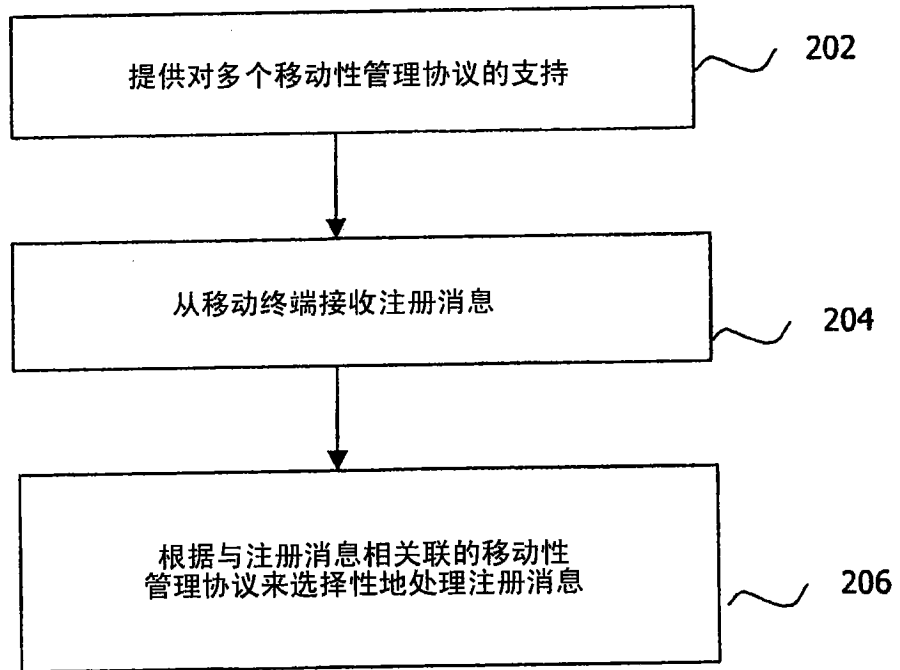 提供对多个移动性管理协议的支持
202
从移动终端接收注册消息
204
根据与注册消息相关联的移动性
管理协议来选择性地处理注册消息
206